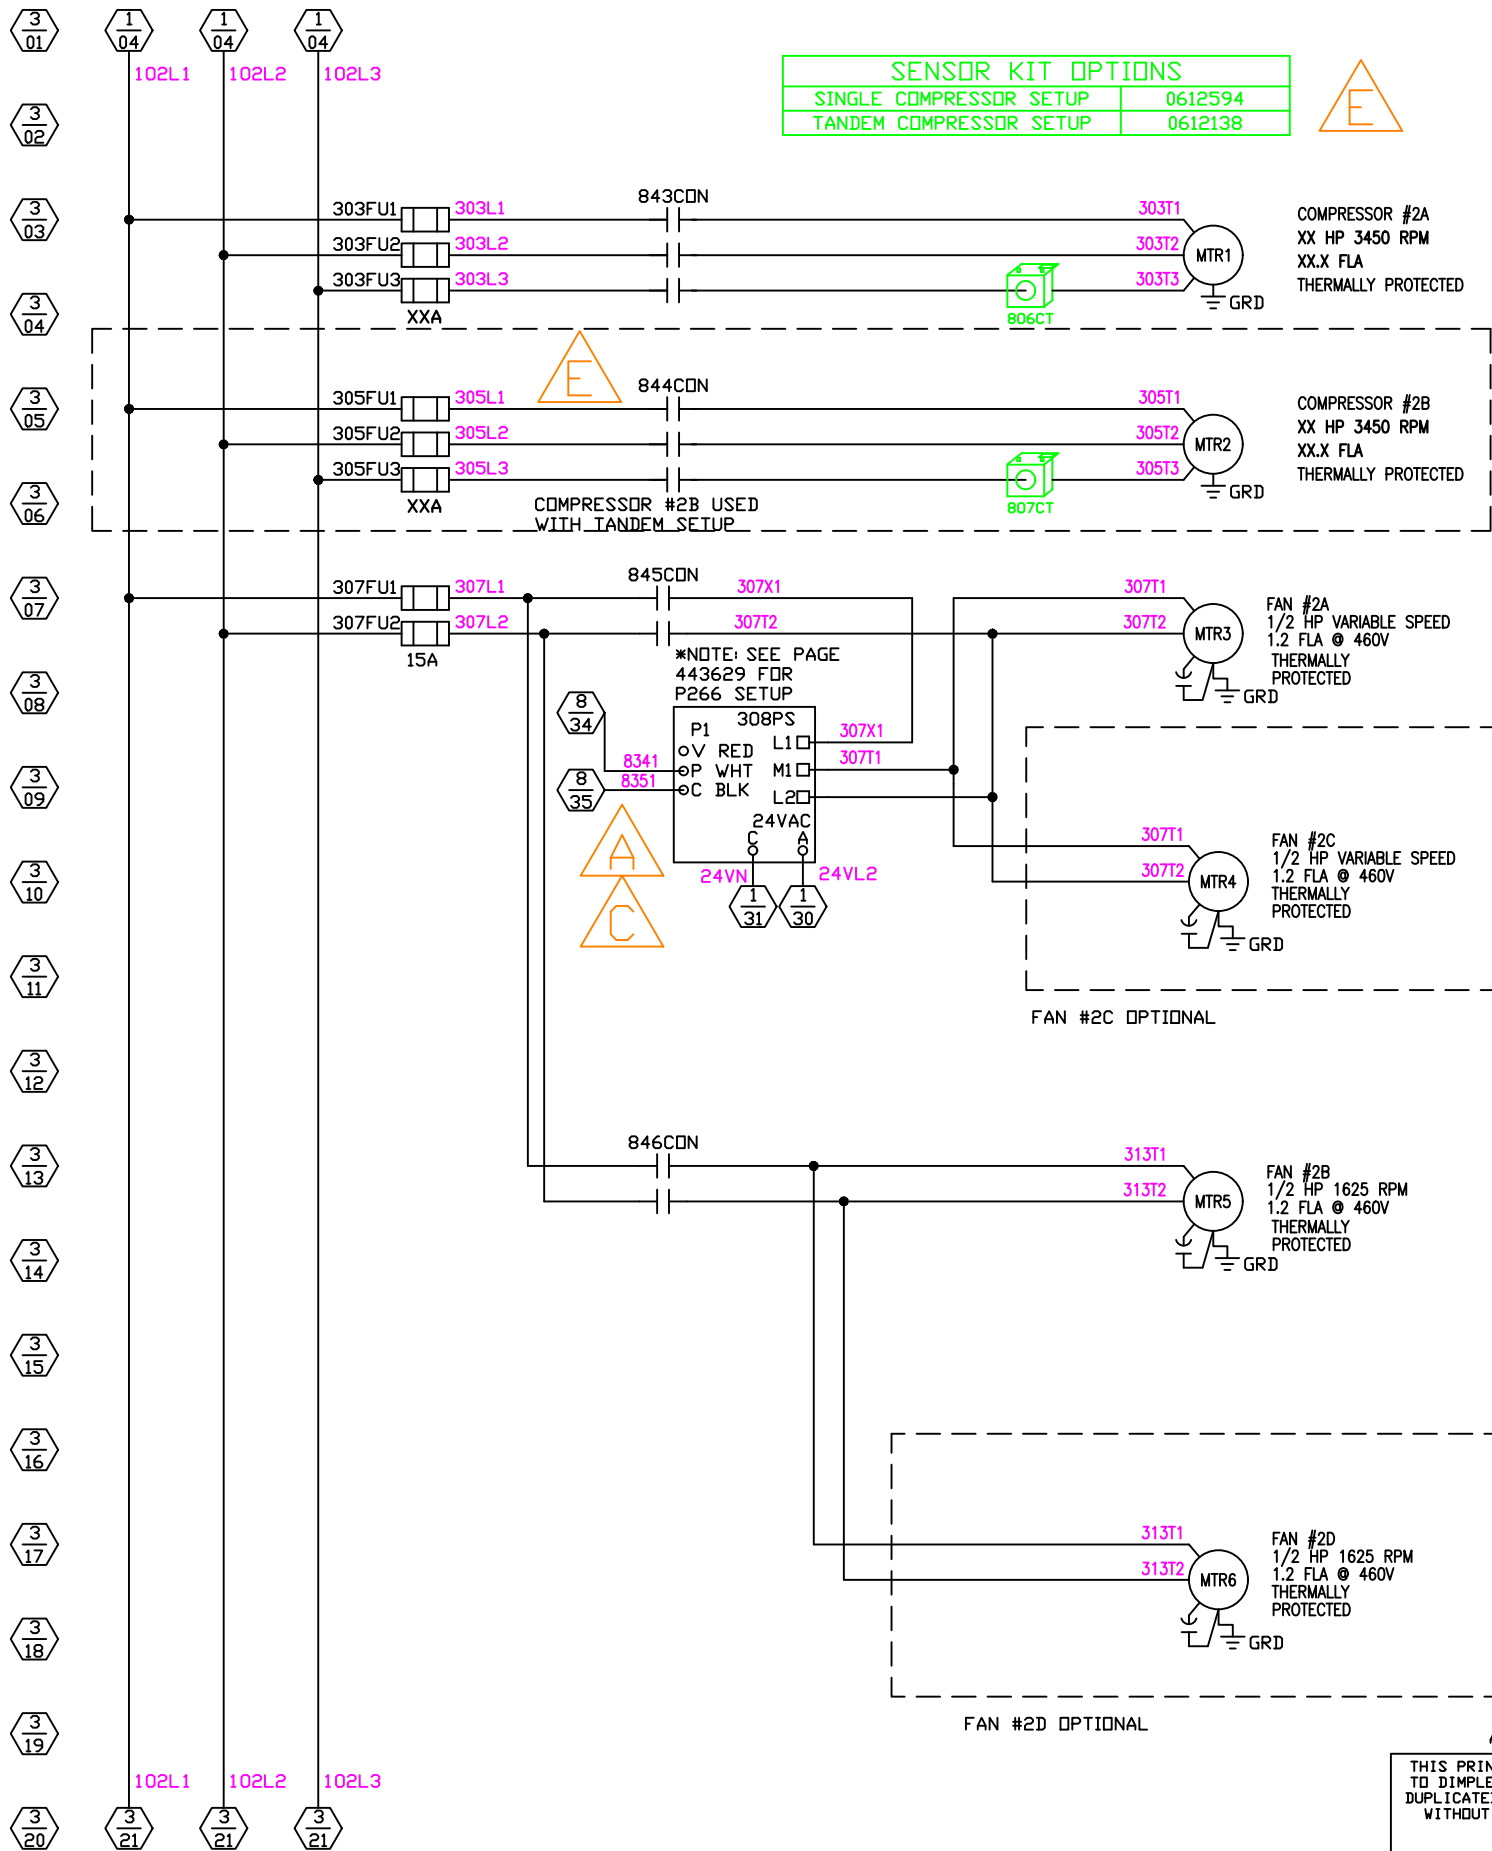 3
01
1
04
1
04
1
04
102L1
102L2
102L3
SENSOR KIT OPTIONS
SINGLE COMPRESSOR SETUP 0612594
TANDEM COMPRESSOR SETUP 0612138
E
3
02
3
03
303FU1 303L1
843CON
303T1
303FU2 303L2
303T2
303FU3 303L3
303T3
XXA
806CT
MTR1
GRD
COMPRESSOR #2A
XX HP 3450 RPM
XX.X FLA
THERMALLY PROTECTED
3
04
E
3
05
305FU1 305L1
844CON
305T1
305FU2 305L2
305T2
305FU3 305L3
305T3
XXA
807CT
MTR2
GRD
COMPRESSOR #2B
XX HP 3450 RPM
XX.X FLA
THERMALLY PROTECTED
COMPRESSOR #2B USED
WITH TANDEM SETUP
3
06
3
07
307FU1 307L1
845CON
307X1
307T1
307FU2 307L2
307T2
307T2
15A
MTR3
GRD
FAN #2A
1/2 HP VARIABLE SPEED
1.2 FLA @ 460V
THERMALLY
PROTECTED
*NOTE: SEE PAGE
443629 FOR
P266 SETUP
3
08
8
34
308PS
P1
V RED
P WHT
C BLK
L1
M1
L2
24VAC
C A
307X1
307T1
8341
8351
3
09
8
35
A
C
24VN
24VL2
1
31
1
30
3
10
307T1
307T2
MTR4
GRD
FAN #2C
1/2 HP VARIABLE SPEED
1.2 FLA @ 460V
THERMALLY
PROTECTED
3
11
FAN #2C OPTIONAL
3
12
3
13
846CON
313T1
313T2
MTR5
GRD
FAN #2B
1/2 HP 1625 RPM
1.2 FLA @ 460V
THERMALLY
PROTECTED
3
14
3
15
3
16
3
17
313T1
313T2
MTR6
GRD
FAN #2D
1/2 HP 1625 RPM
1.2 FLA @ 460V
THERMALLY
PROTECTED
3
18
3
19
FAN #2D OPTIONAL
102L1
102L2
102L3
3
20
3
21
3
21
3
21
THIS PRIN
TO DIMPLE
DUPLICATE
WITHOUT